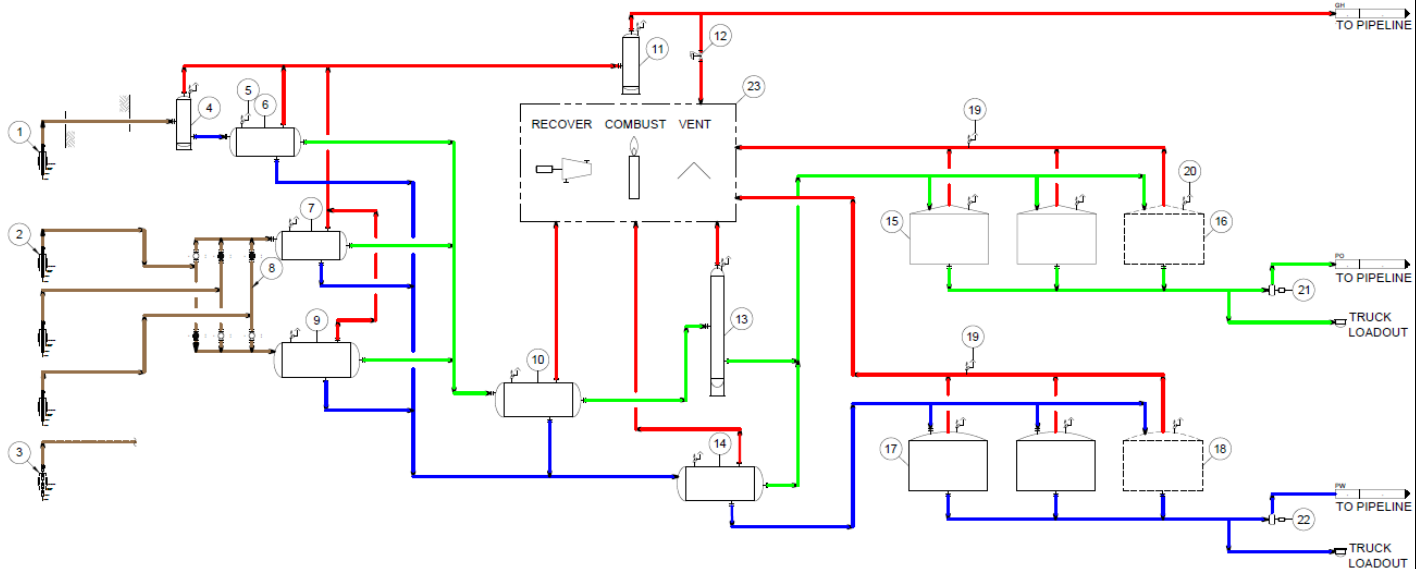 GH
TO PIPELINE
12
11
23
5
6
4
RECOVER COMBUST VENT
19
1
20
7
15
16
2
8
PO
TO PIPELINE
21
13
9
TRUCK
LOADOUT
19
10
3
14
17
18
PW
TO PIPELINE
22
TRUCK
LOADOUT